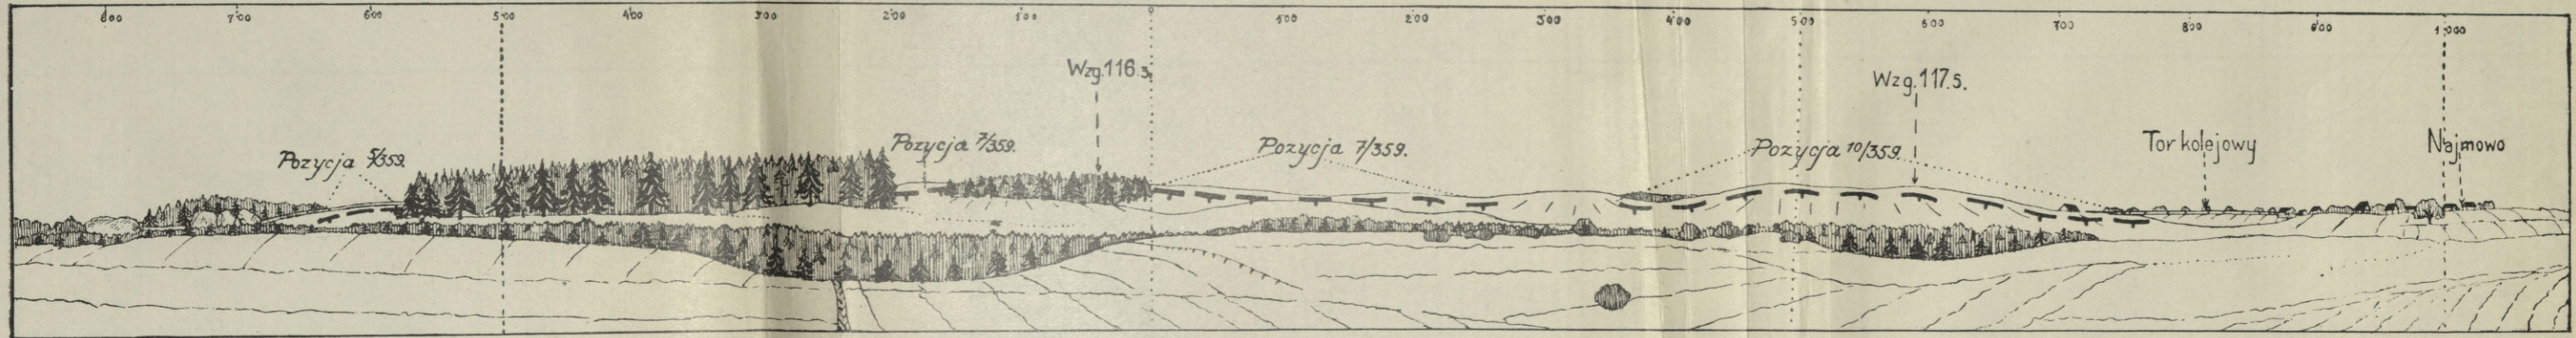 800 700 600 500 400 300 200 100 0 100 200 300 400 500 600 700 800 900 1000
Wzg.116.3.
Wzg.117.5.
Pozycja 5/359.
Pozycja 7/359.
Pozycja 7/359.
Pozycja 10/359.
Tor kolejowy
Najmowo